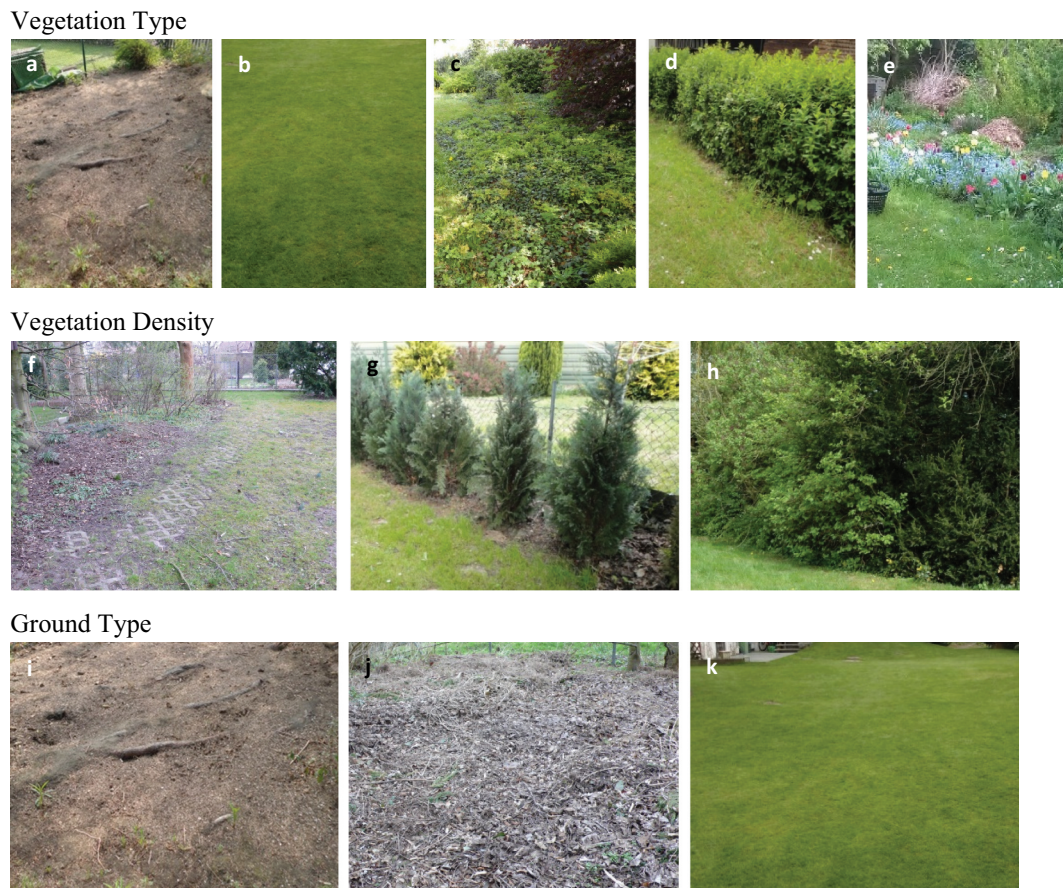 Vegetation Type
a b c d e
Vegetation Density
f g h
Ground Type
i j k